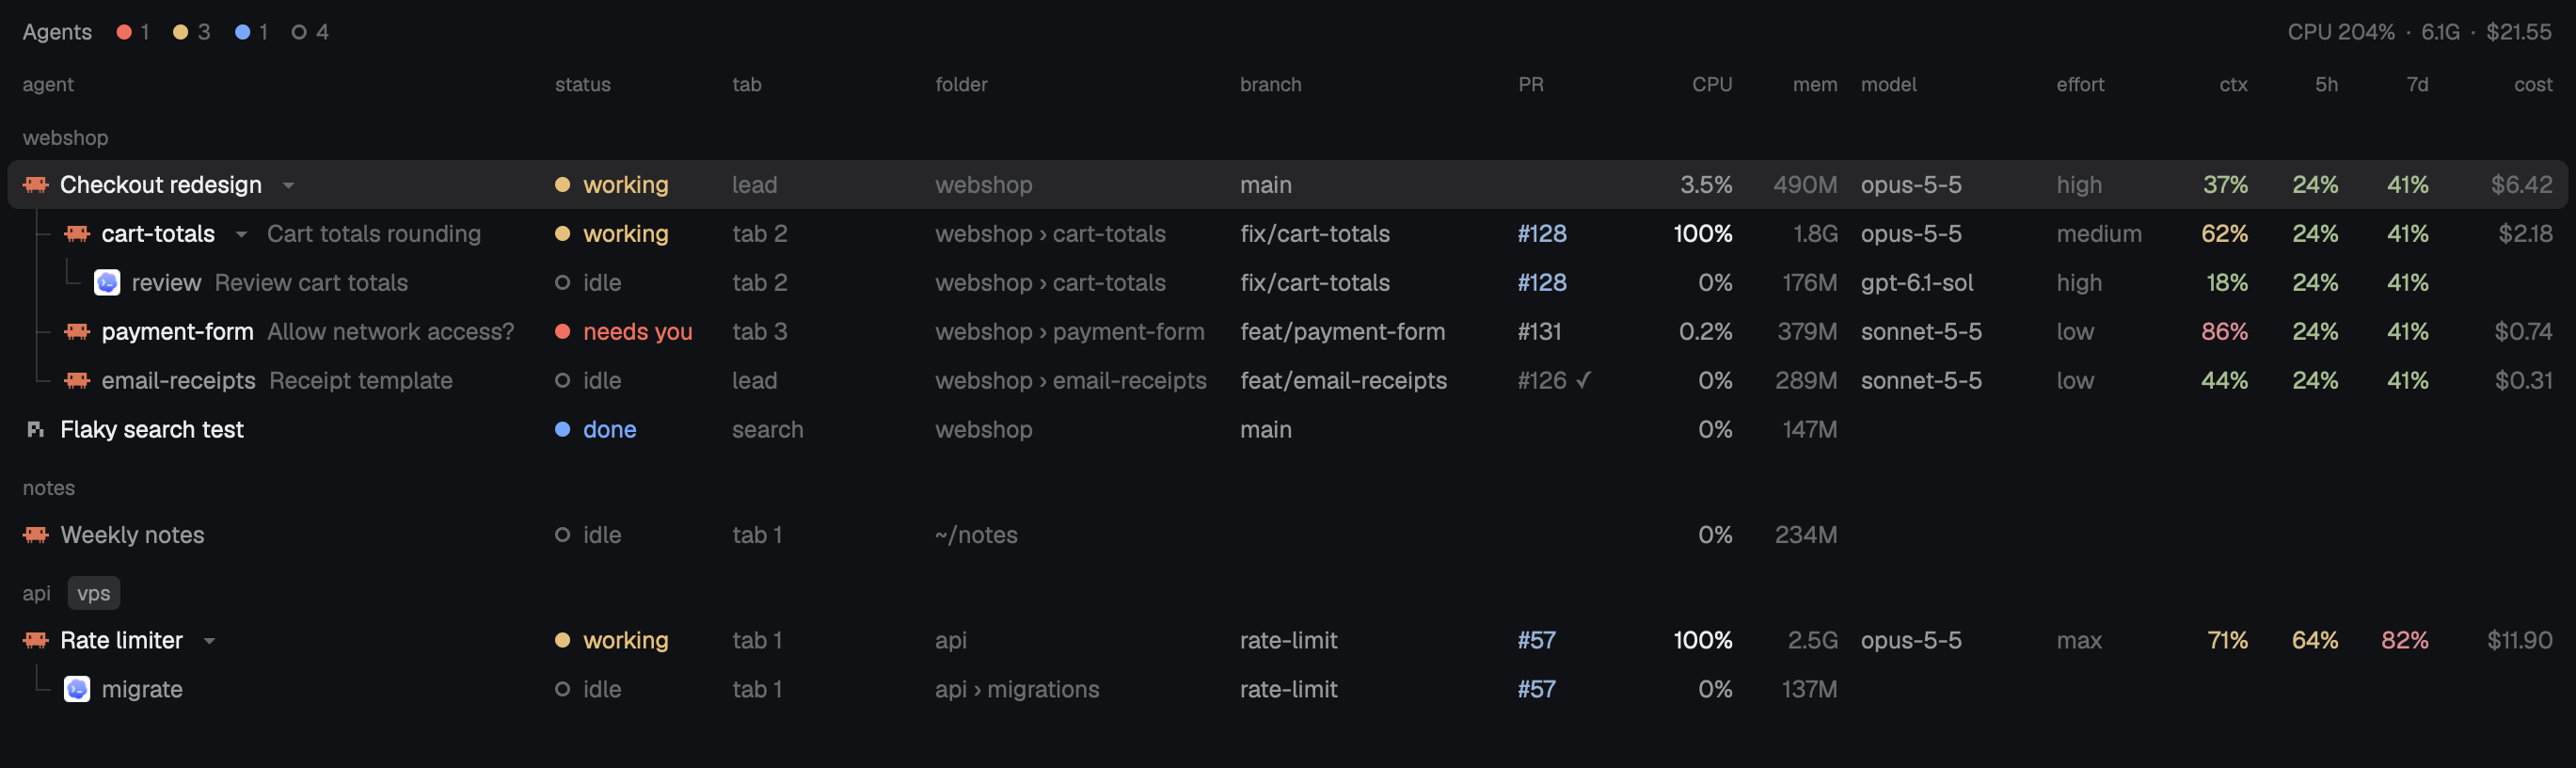 Agents 1 3 1 4 CPU 204% · 6.1G · $21.55
agent status tab folder branch PR CPU mem model effort ctx 5h 7d cost
webshop
Checkout redesign working lead webshop main 3.5% 490M opus-5-5 high 37% 24% 41% $6.42
cart-totals Cart totals rounding working tab 2 webshop › cart-totals fix/cart-totals #128 100% 1.8G opus-5-5 medium 62% 24% 41% $2.18
review Review cart totals idle tab 2 webshop › cart-totals fix/cart-totals #128 0% 176M gpt-6.1-sol high 18% 24% 41%
payment-form Allow network access? needs you tab 3 webshop › payment-form feat/payment-form #131 0.2% 379M sonnet-5-5 low 86% 24% 41% $0.74
email-receipts Receipt template idle lead webshop › email-receipts feat/email-receipts #126 ✓ 0% 289M sonnet-5-5 low 44% 24% 41% $0.31
Flaky search test done search webshop main 0% 147M
notes
Weekly notes idle tab 1 ~/notes 0% 234M
api vps
Rate limiter working tab 1 api rate-limit #57 100% 2.5G opus-5-5 max 71% 64% 82% $11.90
migrate idle tab 1 api › migrations rate-limit #57 0% 137M